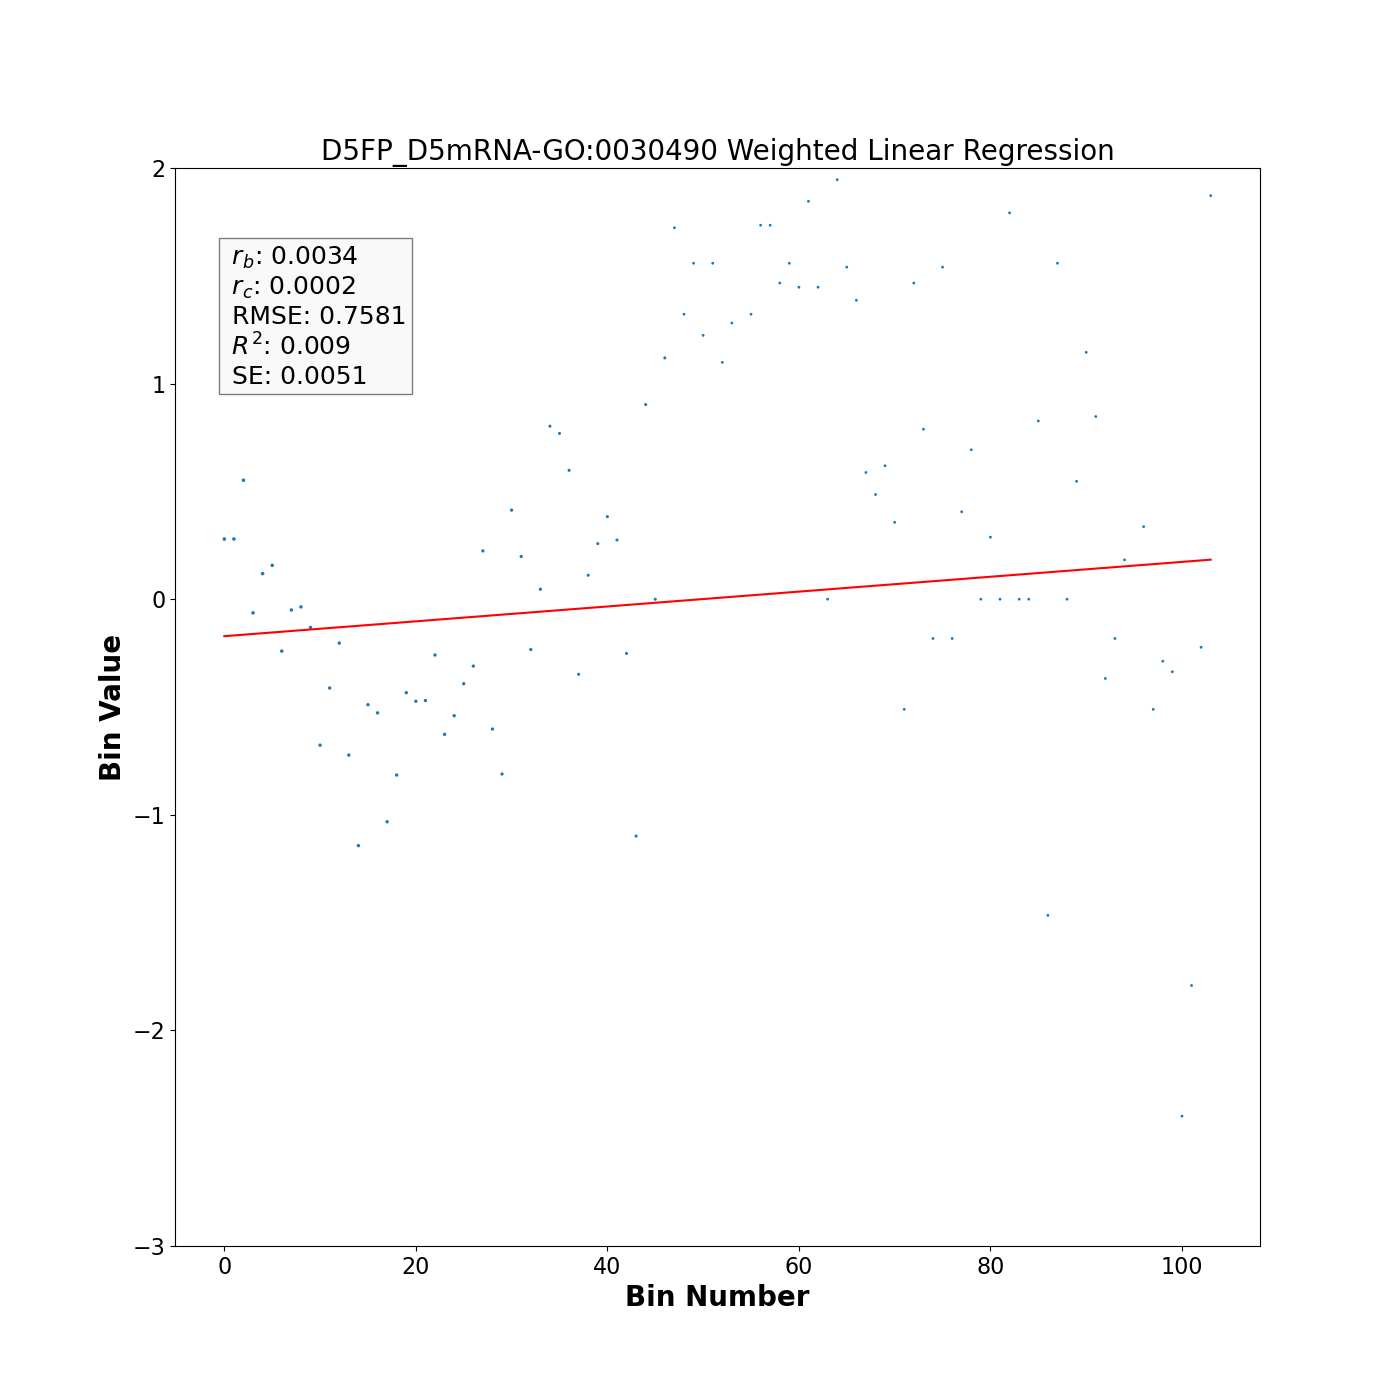 D5FP_D5mRNA-GO:0030490 Weighted Linear Regression
2
r_b: 0.0034
r_c: 0.0002
RMSE: 0.7581
R²: 0.009
SE: 0.0051
1
0
−1
−2
−3
Bin Value
0 20 40 60 80 100
Bin Number